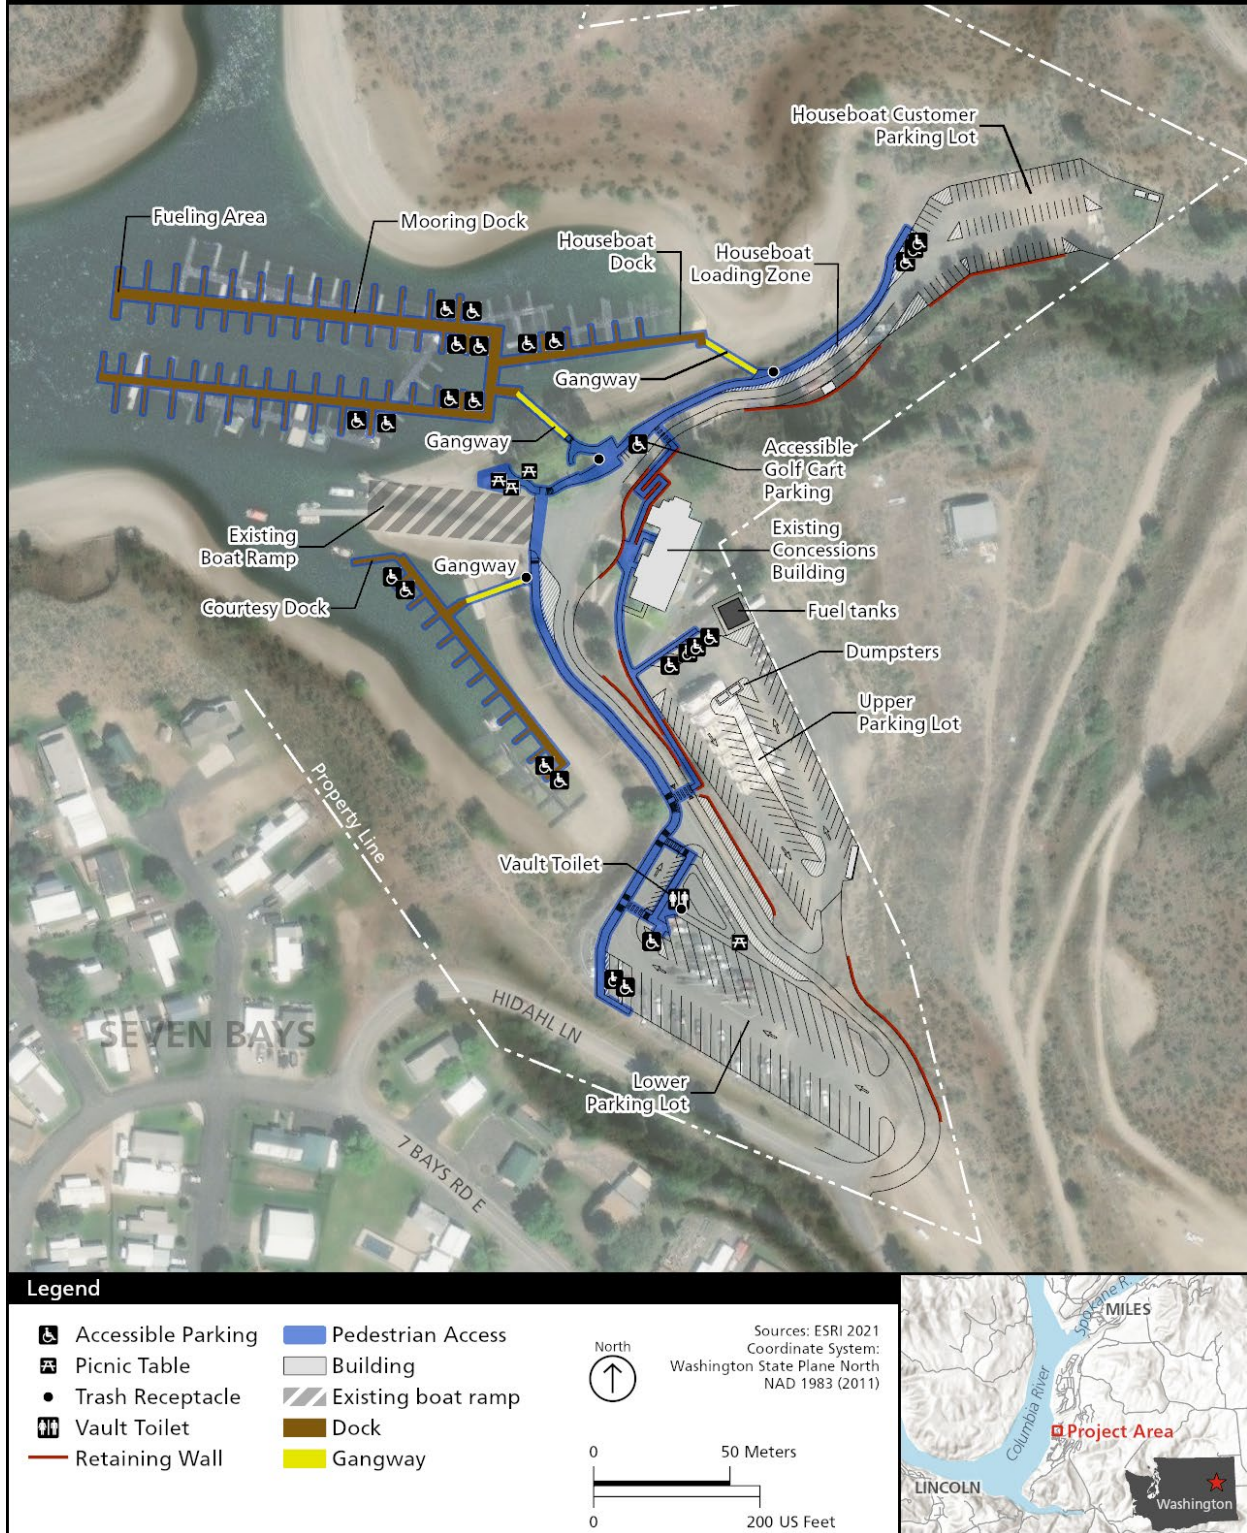 Houseboat Customer
Parking Lot
Fueling Area
Mooring Dock
Houseboat
Dock
Houseboat
Loading Zone
Gangway
Gangway
Accessible
Golf Cart
Parking
Existing
Boat Ramp
Gangway
Existing
Concessions
Building
Courtesy Dock
Fuel tanks
Dumpsters
Upper
Parking Lot
Property Line
Vault Toilet
HIDAHL LN
SEVEN BAYS
Lower
Parking Lot
7 BAYS RD E
Legend
Accessible Parking
Picnic Table
Trash Receptacle
Vault Toilet
Retaining Wall
Pedestrian Access
Building
Existing boat ramp
Dock
Gangway
North
Sources: ESRI 2021
Coordinate System:
Washington State Plane North
NAD 1983 (2011)
0 50 Meters
0 200 US Feet
Spokane R.
MILES
Columbia River
Project Area
LINCOLN
Washington